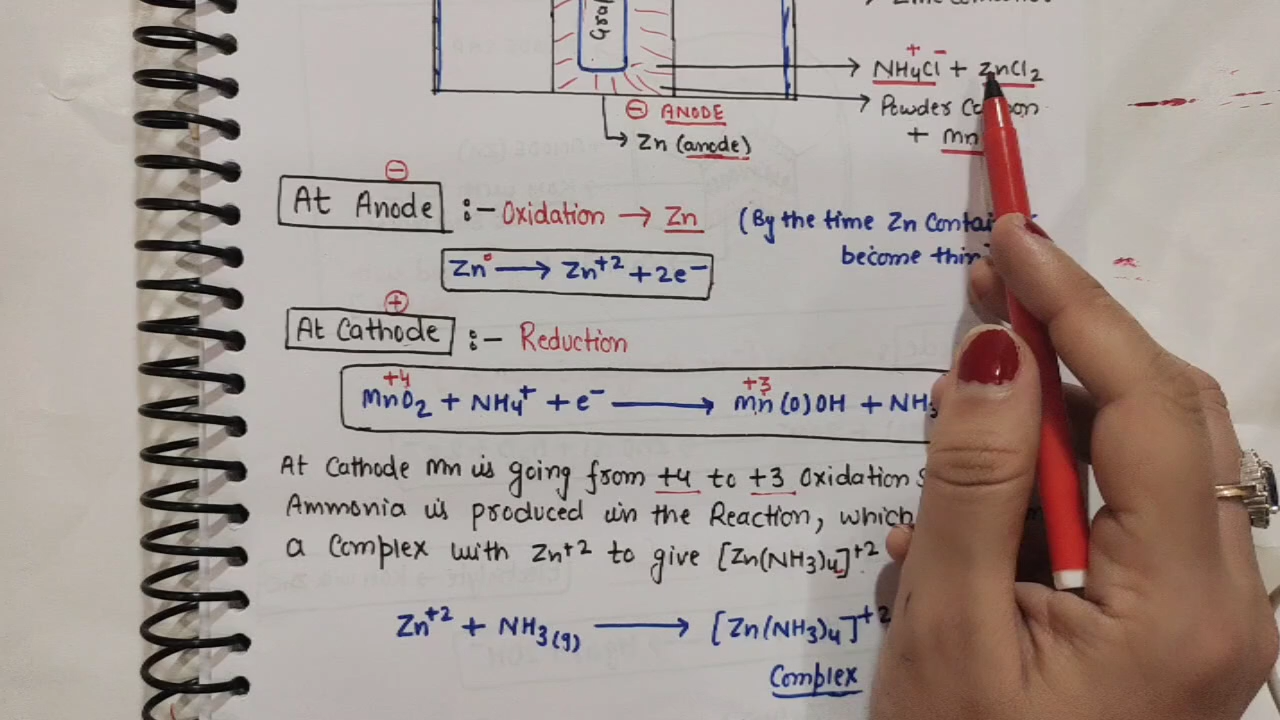 NH4Cl + ZnCl2
+ -
Powder
+ Mn
⊖ ANODE
Zn (anode)
⊖
At Anode :- Oxidation → Zn (By the time Zn
become thin
Zn° → Zn+2 + 2e-
⊕
At Cathode :- Reduction
+4 +3
MnO2 + NH4+ + e- → Mn(O)OH + NH3
At Cathode Mn is going from +4 to +3 Oxidation
Ammonia is produced in the Reaction, which
a Complex with Zn+2 to give [Zn(NH3)4]+2
Zn+2 + NH3(g) → [Zn(NH3)4]+2
Complex